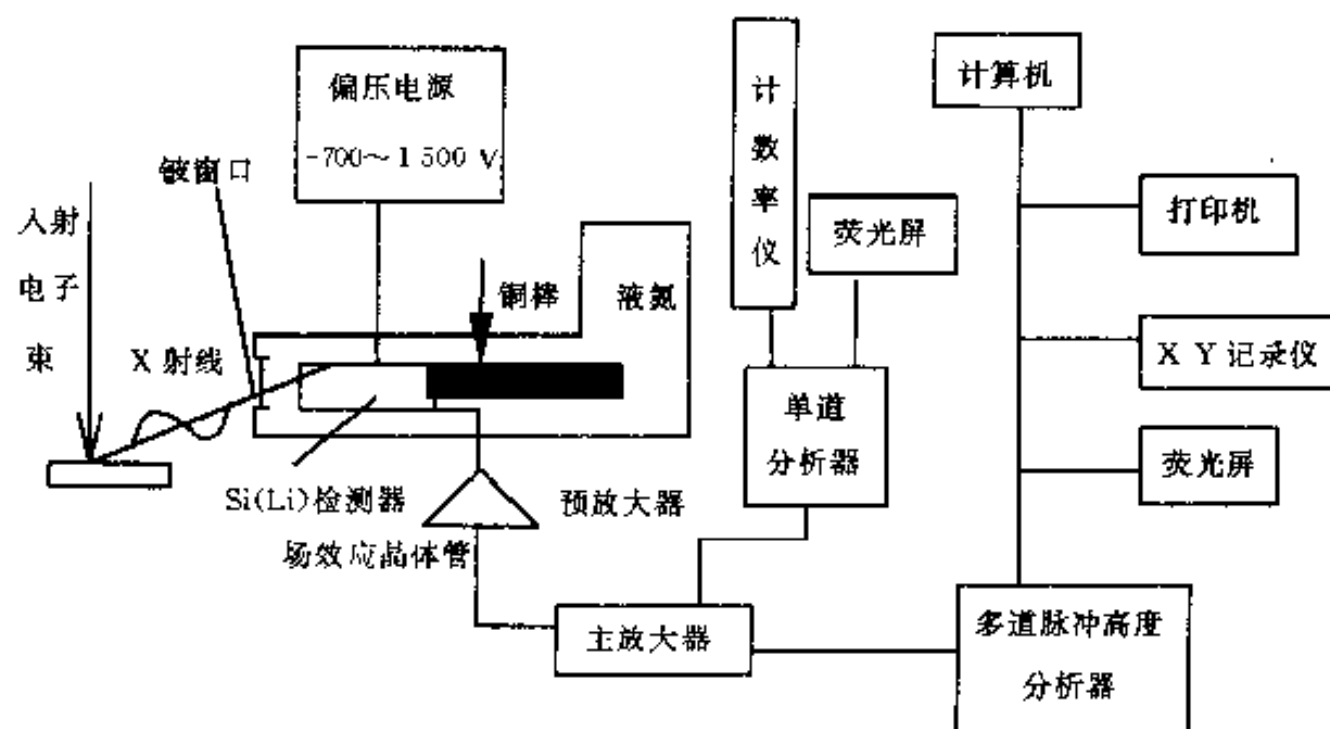 偏压电源
-700～1 500 V
铍窗口
入射
电子
束
X 射线
铜棒
液氮
Si(Li)检测器
场效应晶体管
预放大器
计
数
率
仪
荧光屏
单道
分析器
主放大器
计算机
打印机
X Y 记录仪
荧光屏
多道脉冲高度
分析器